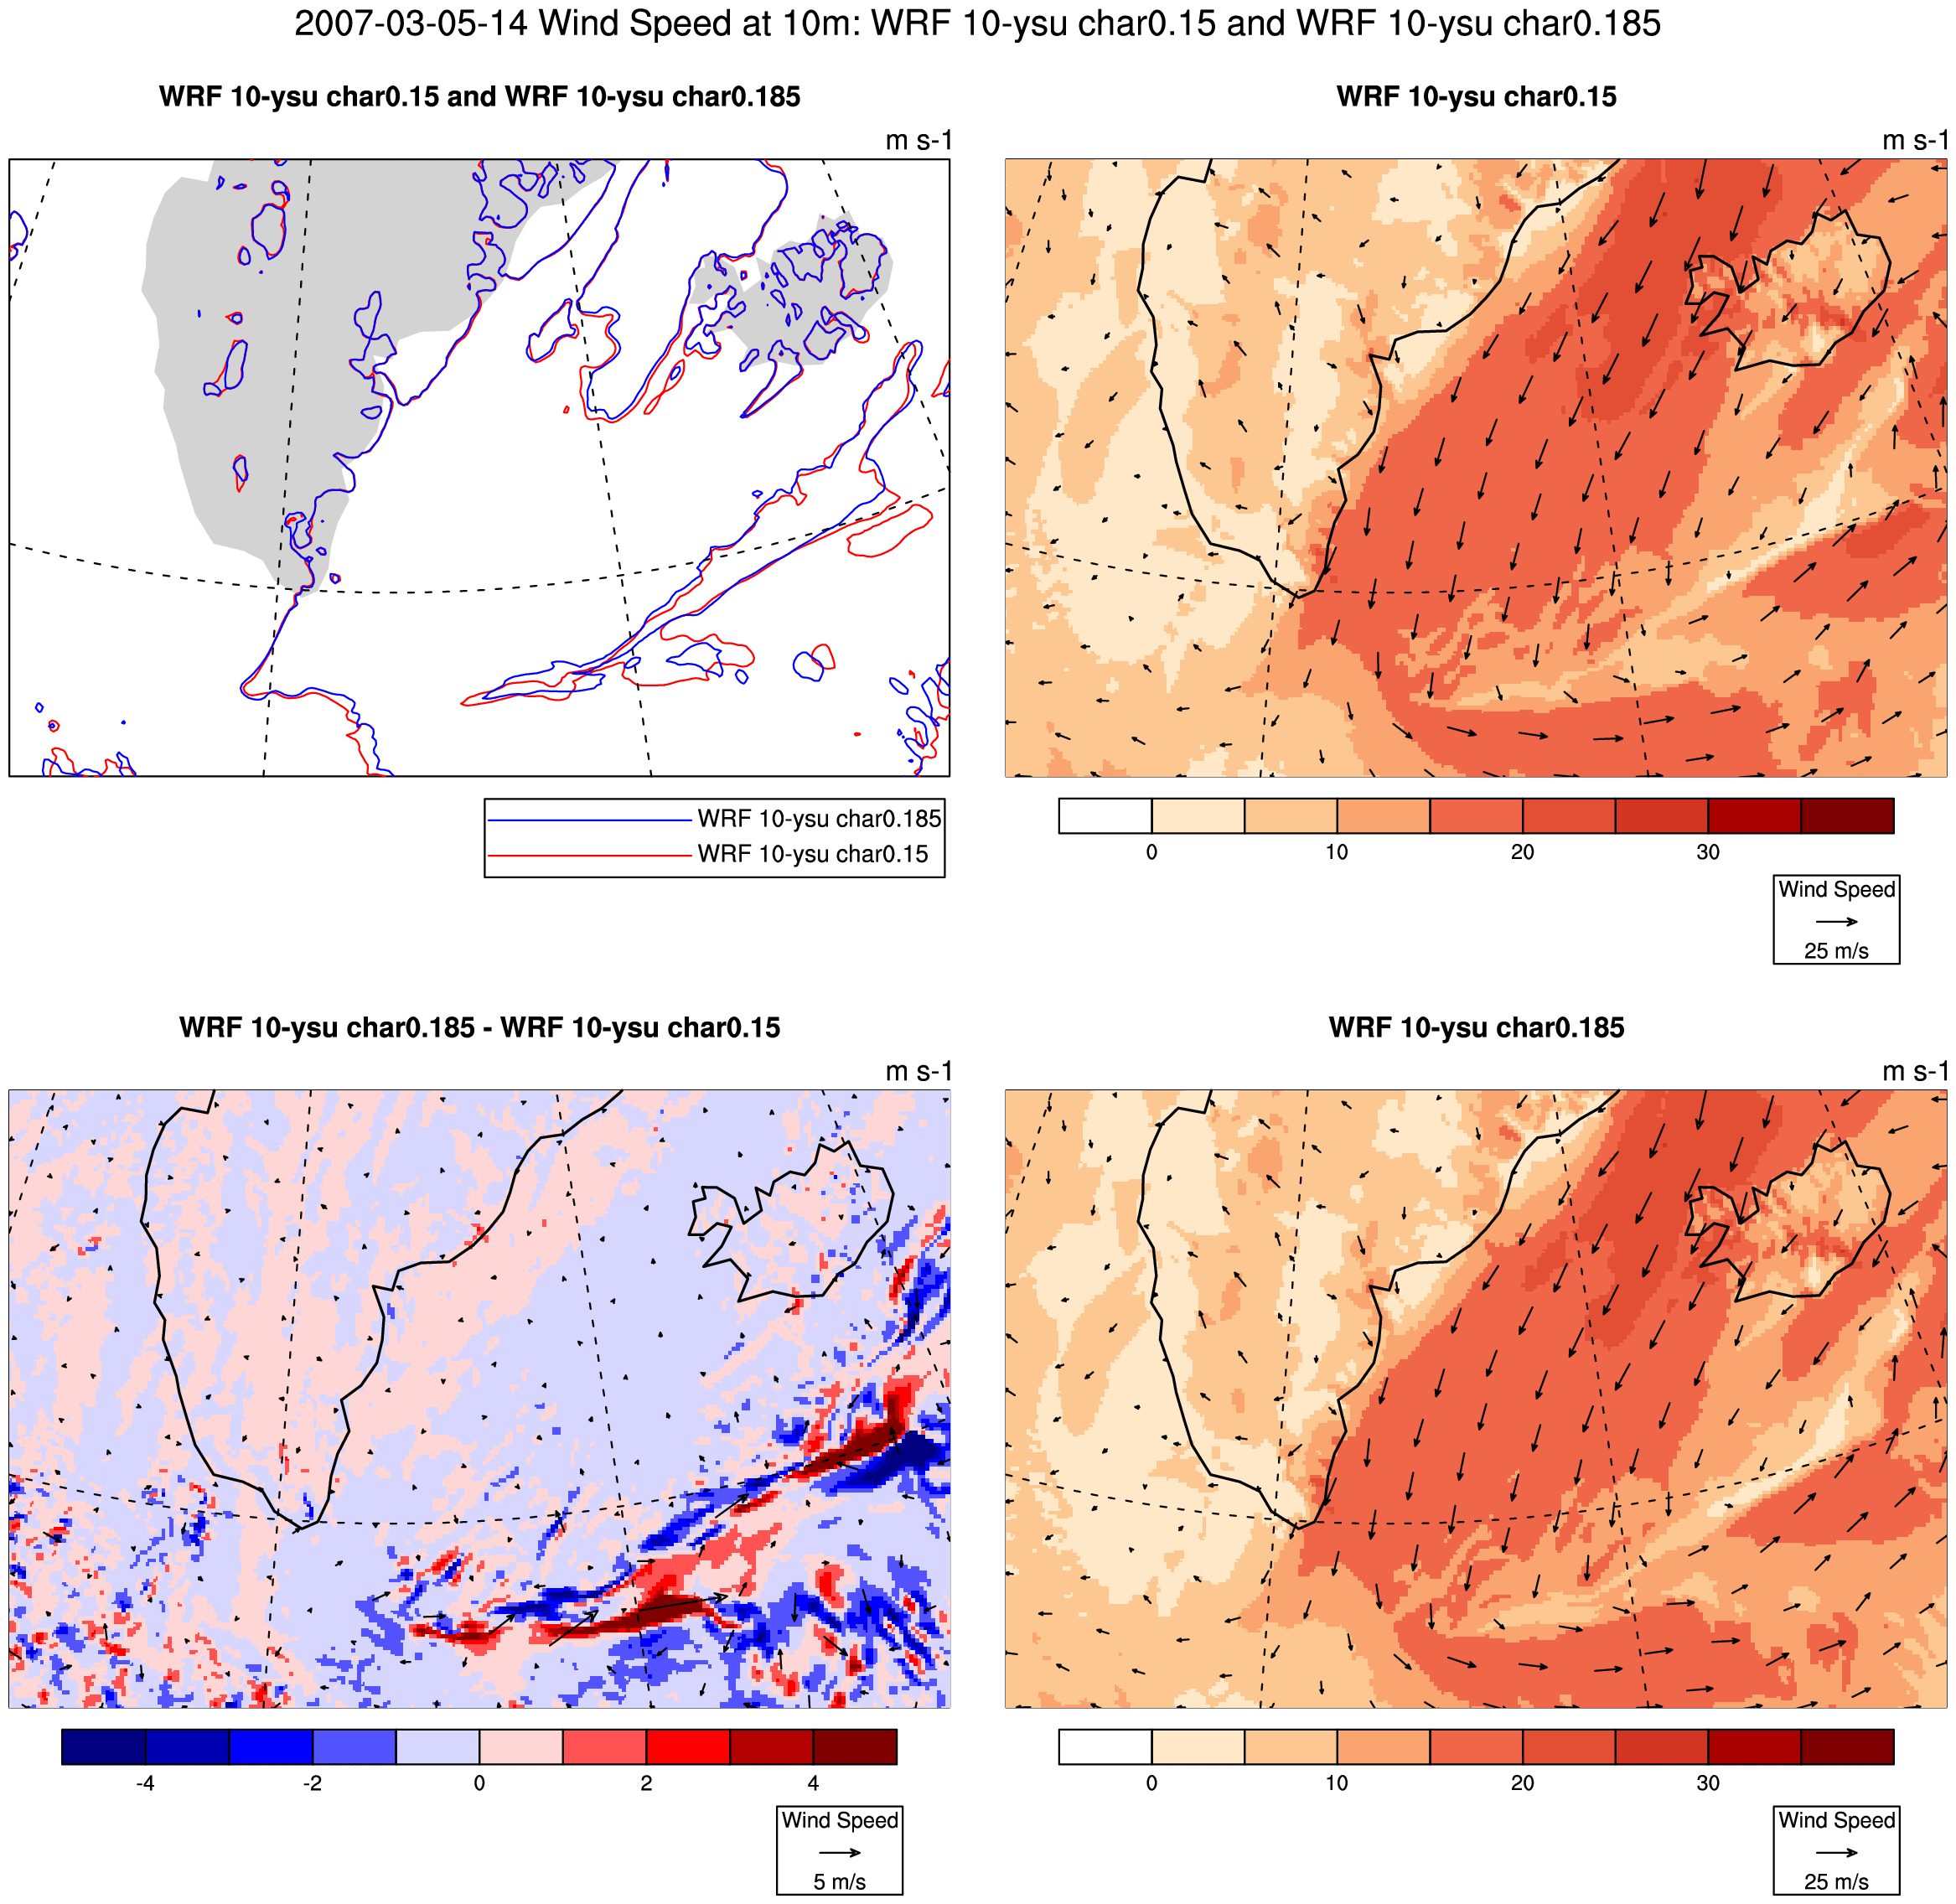 2007-03-05-14 Wind Speed at 10m: WRF 10-ysu char0.15 and WRF 10-ysu char0.185
WRF 10-ysu char0.15 and WRF 10-ysu char0.185
m s-1
WRF 10-ysu char0.185
WRF 10-ysu char0.15
WRF 10-ysu char0.15
m s-1
0 10 20 30
Wind Speed
25 m/s
WRF 10-ysu char0.185 - WRF 10-ysu char0.15
m s-1
-4 -2 0 2 4
Wind Speed
5 m/s
WRF 10-ysu char0.185
m s-1
0 10 20 30
Wind Speed
25 m/s